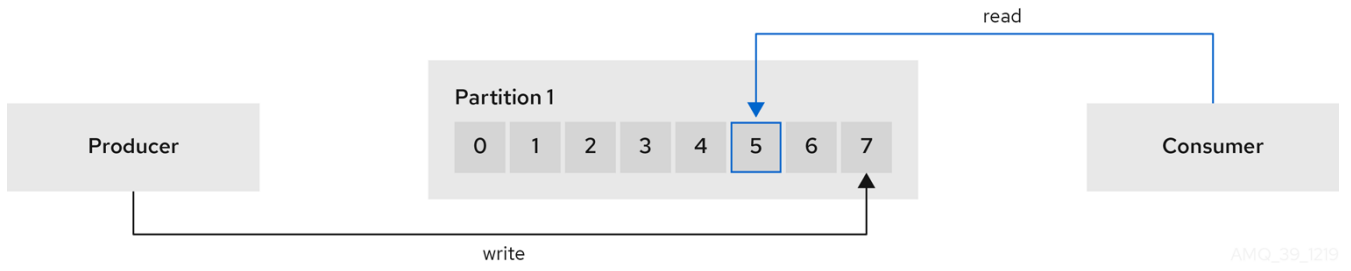 read
Partition 1
Producer
0 1 2 3 4 5 6 7
Consumer
write
AMQ_39_1219